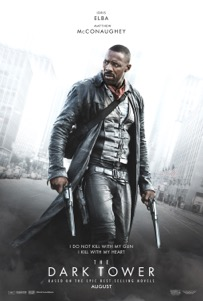 IDRIS
ELBA
MATTHEW
MCCONAUGHEY
I DO NOT KILL WITH MY GUN
I KILL WITH MY HEART
THE
DARK TOWER
BASED ON THE EPIC BEST-SELLING NOVELS
AUGUST